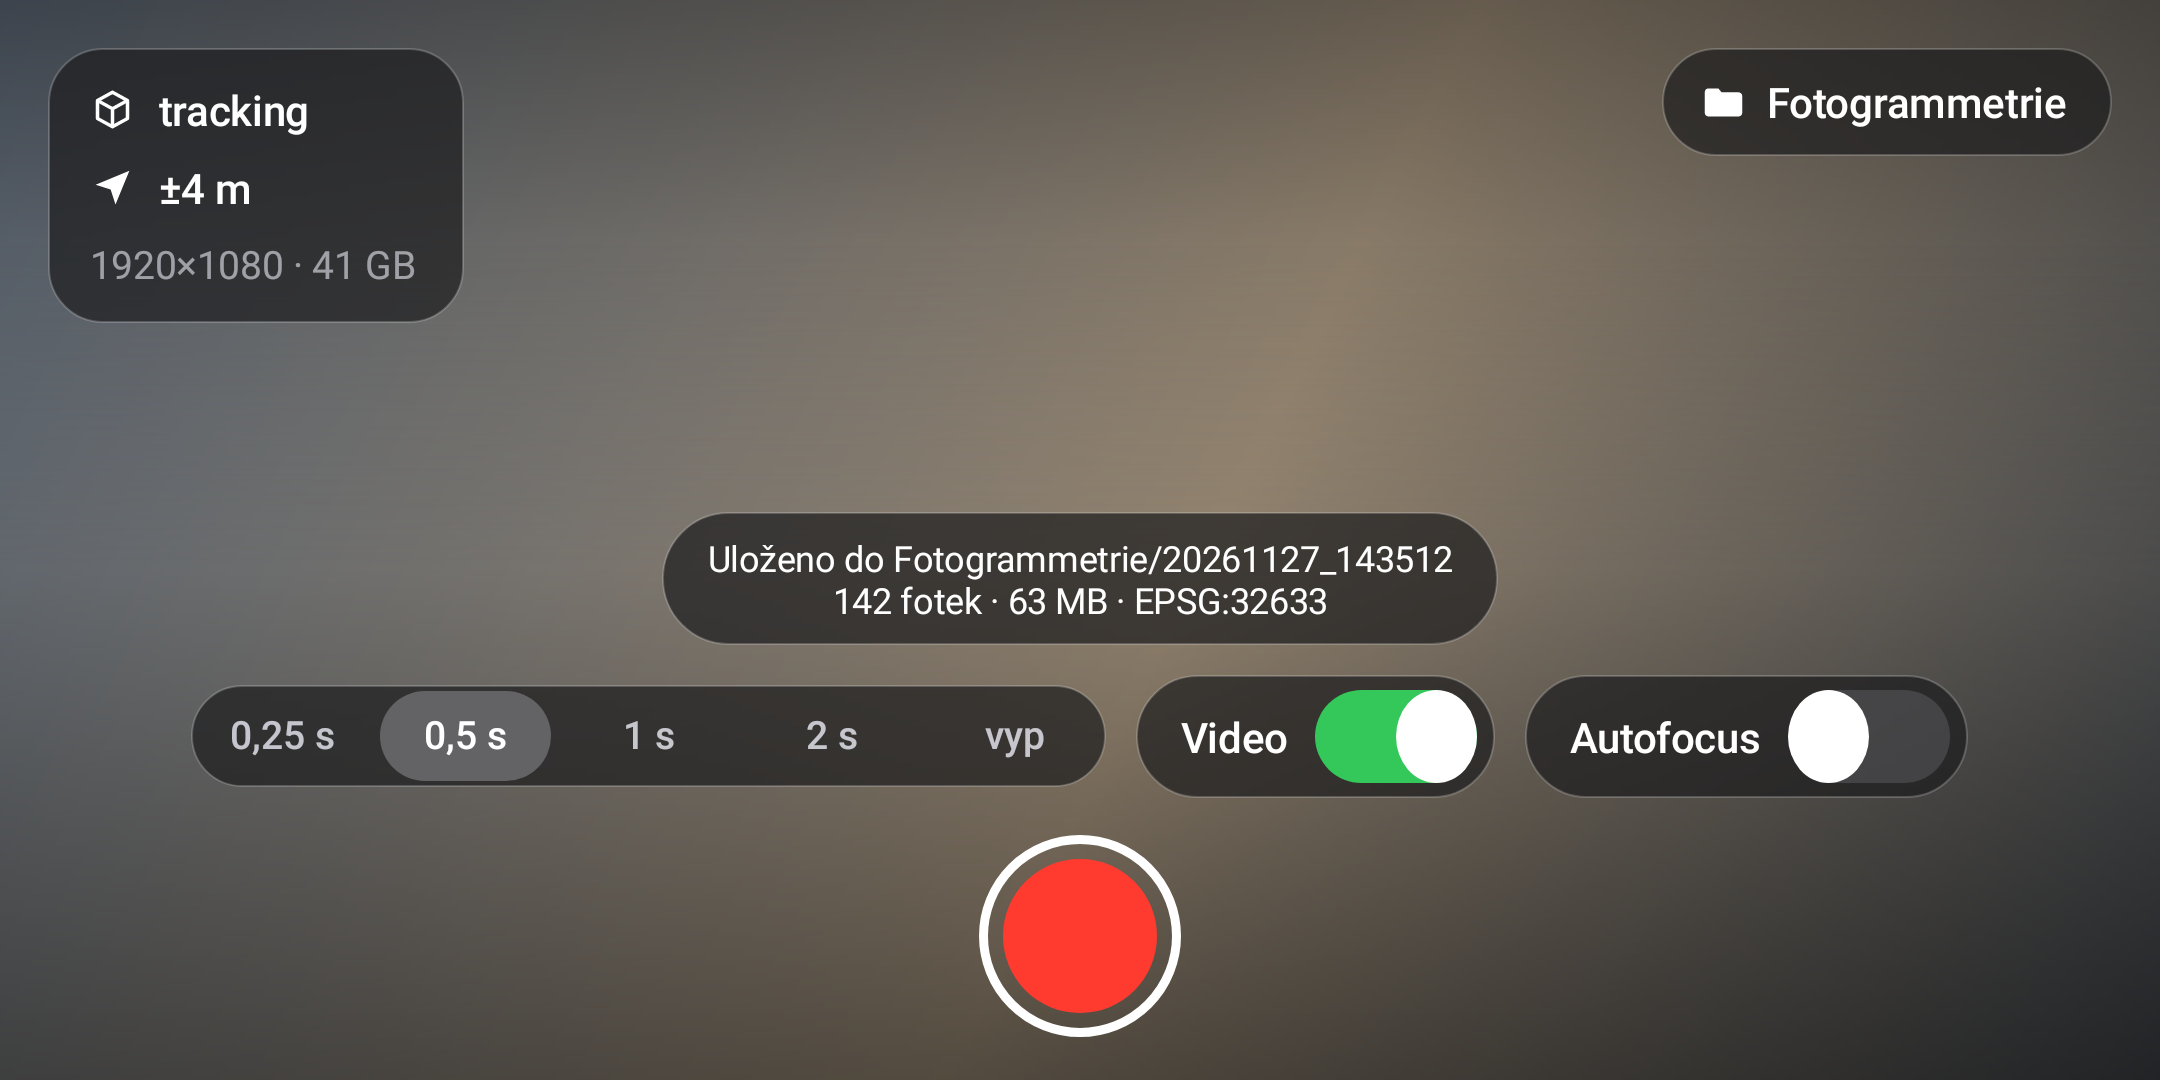 tracking
±4 m
1920×1080 · 41 GB
Fotogrammetrie
Uloženo do Fotogrammetrie/20261127_143512
142 fotek · 63 MB · EPSG:32633
0,25 s
0,5 s
1 s
2 s
vyp
Video
Autofocus